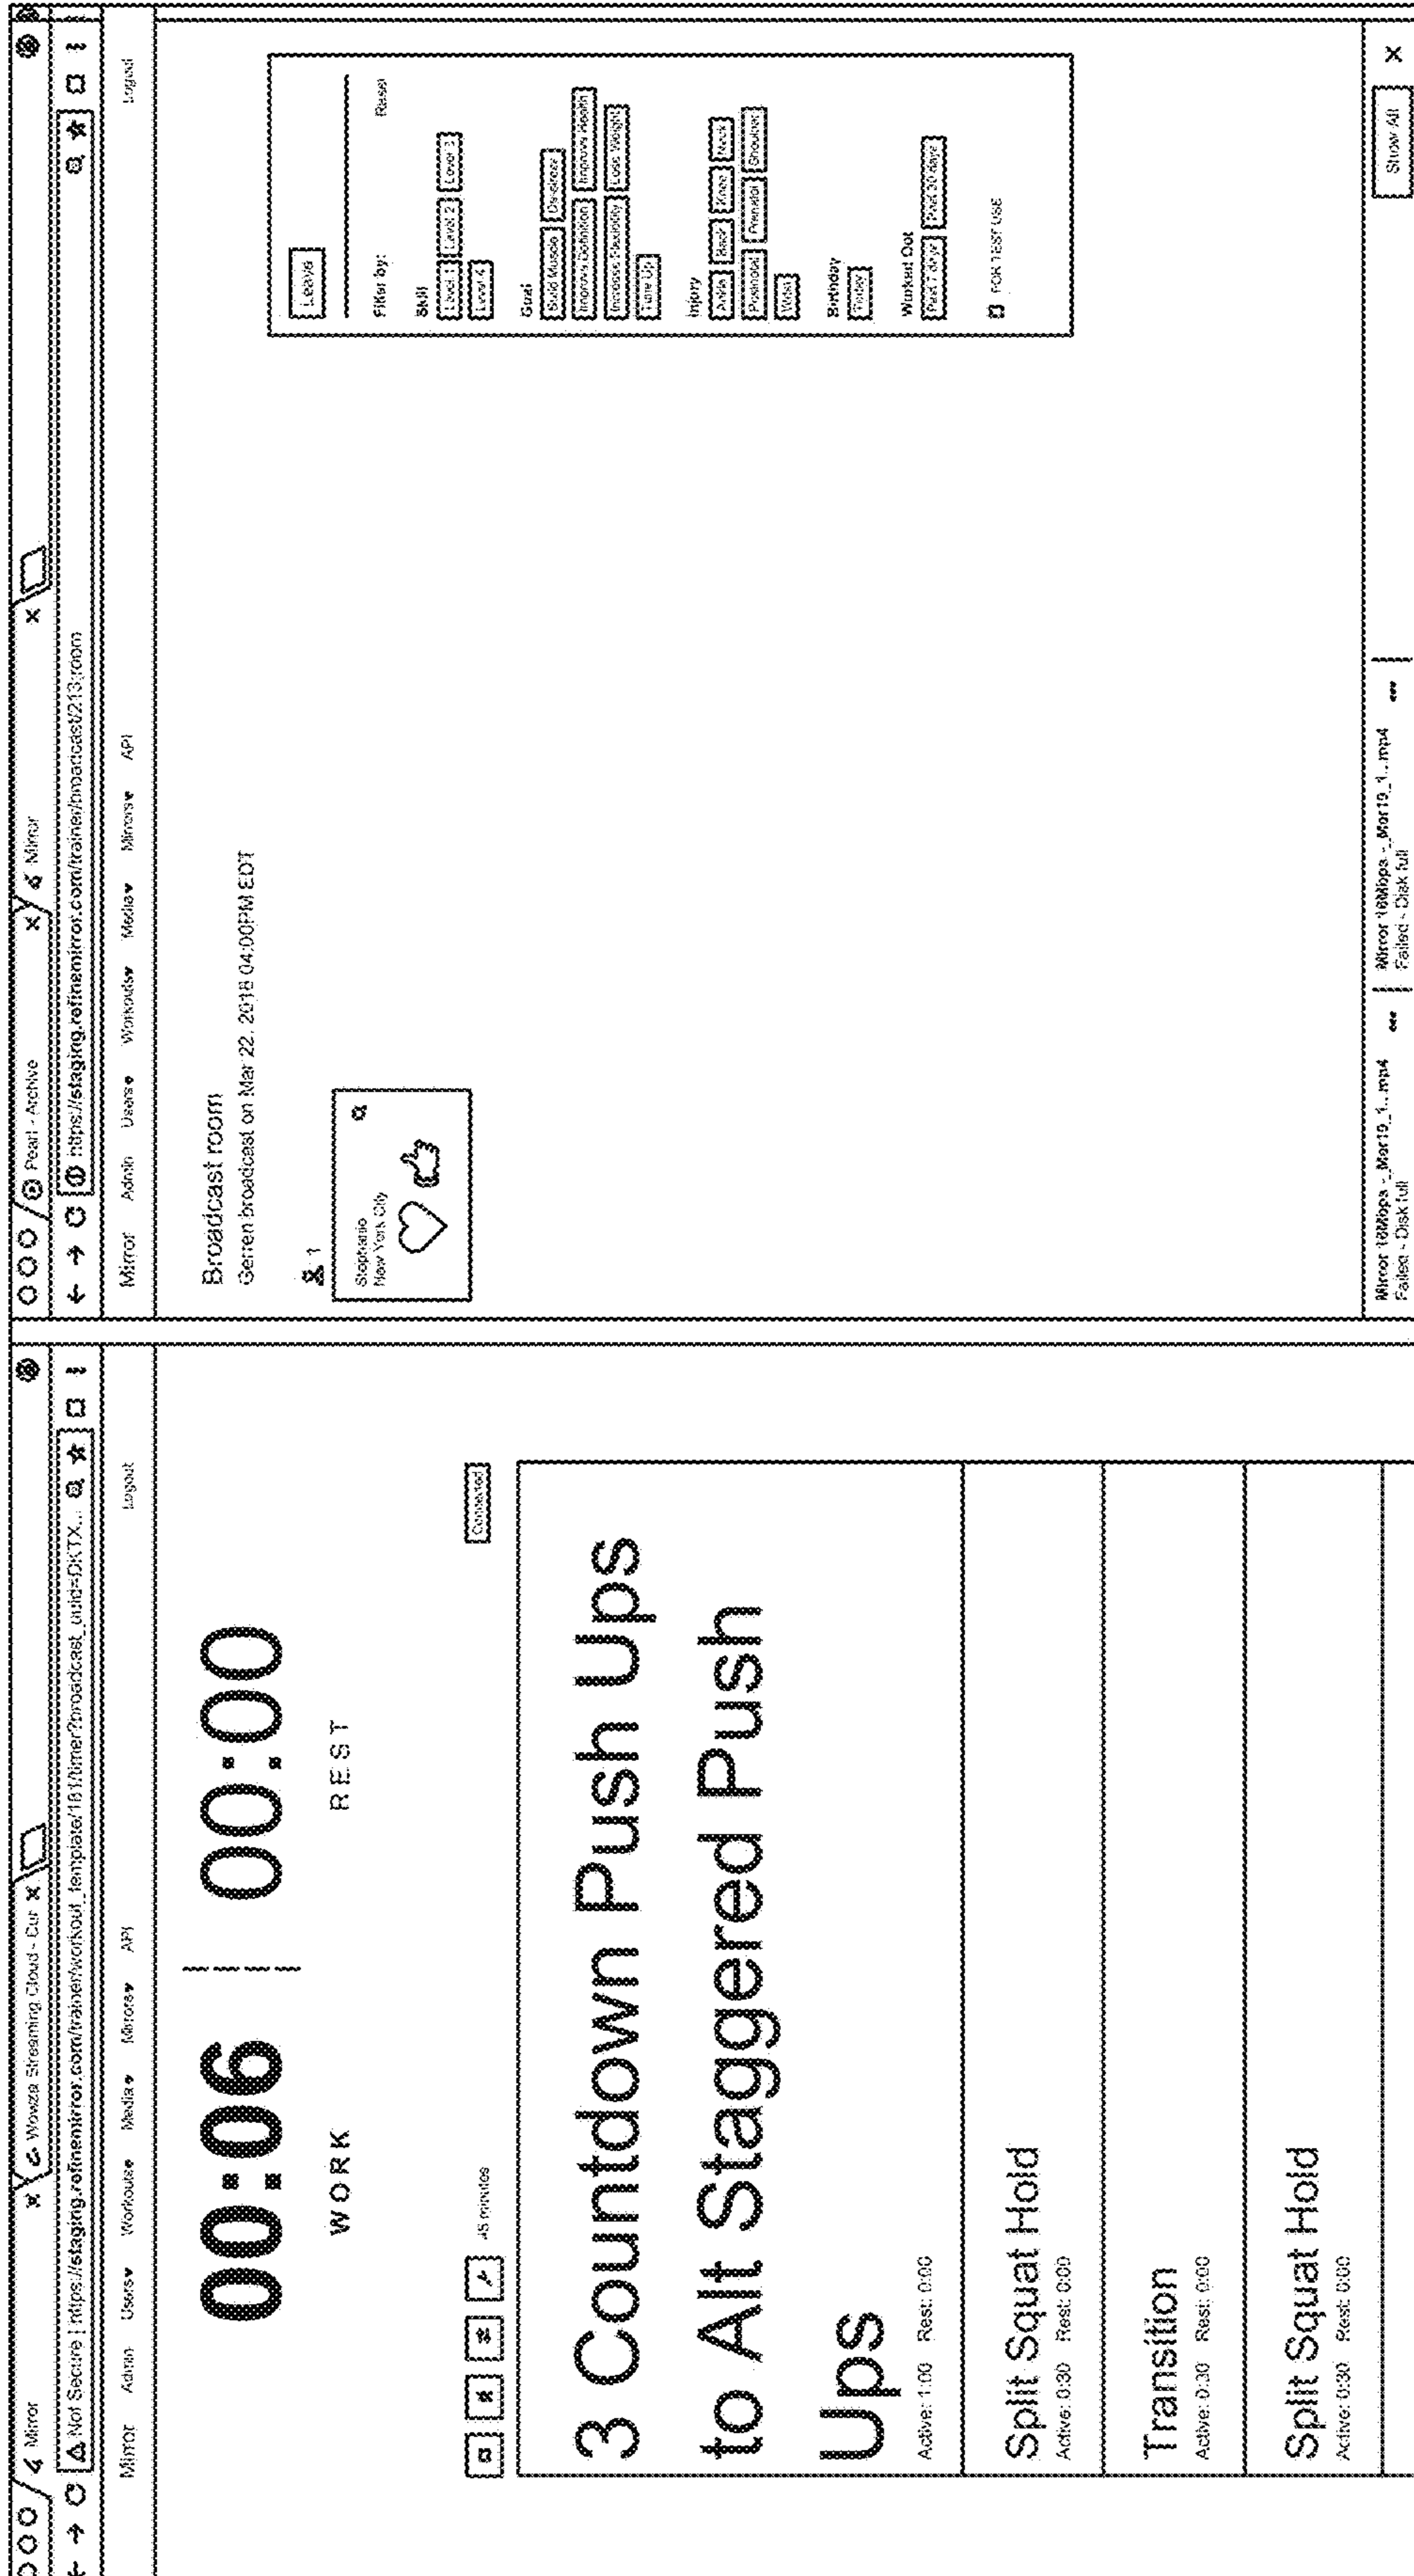 Mirror
Wowza Streaming Cloud - Cur
Not Secure | https://staging.refinemirror.com/trainer/workout_template/181/timer?broadcast_uuid=DKTX...
Mirror Admin Users Workouts Media Mirrors API Logout
00:06 | 00:00
WORK REST
45 minutes Connected
3 Countdown Push Ups
to Alt Staggered Push
Ups
Active: 1:00 Rest: 0:00
Split Squat Hold
Active: 0:30 Rest: 0:00
Transition
Active: 0:30 Rest: 0:00
Split Squat Hold
Active: 0:30 Rest: 0:00
Pearl - Archive
Mirror
https://staging.refinemirror.com/trainer/broadcast/213/room
Mirror Admin Users Workouts Media Mirrors API Logout
Broadcast room
Gerren broadcast on Mar 22, 2018 04:00PM EDT
1
Stephanie
New York City
Leave
Filter by: Reset
Skill
Level 1 Level 2 Level 3
Level 4
Goal
Build Muscle De-stress
Improve Definition Improve Health
Increase Flexibility Lose Weight
Tone Up
Injury
Ankle Back Knee Neck
Postnatal Prenatal Shoulder
Wrist
Birthday
Today
Worked Out
Past 7 days Past 30 days
FOR TEST USE
Mirror 16Mbps -_Mar19_1...mp4
Failed - Disk full
Mirror 16Mbps -_Mar19_1...mp4
Failed - Disk full
Show All